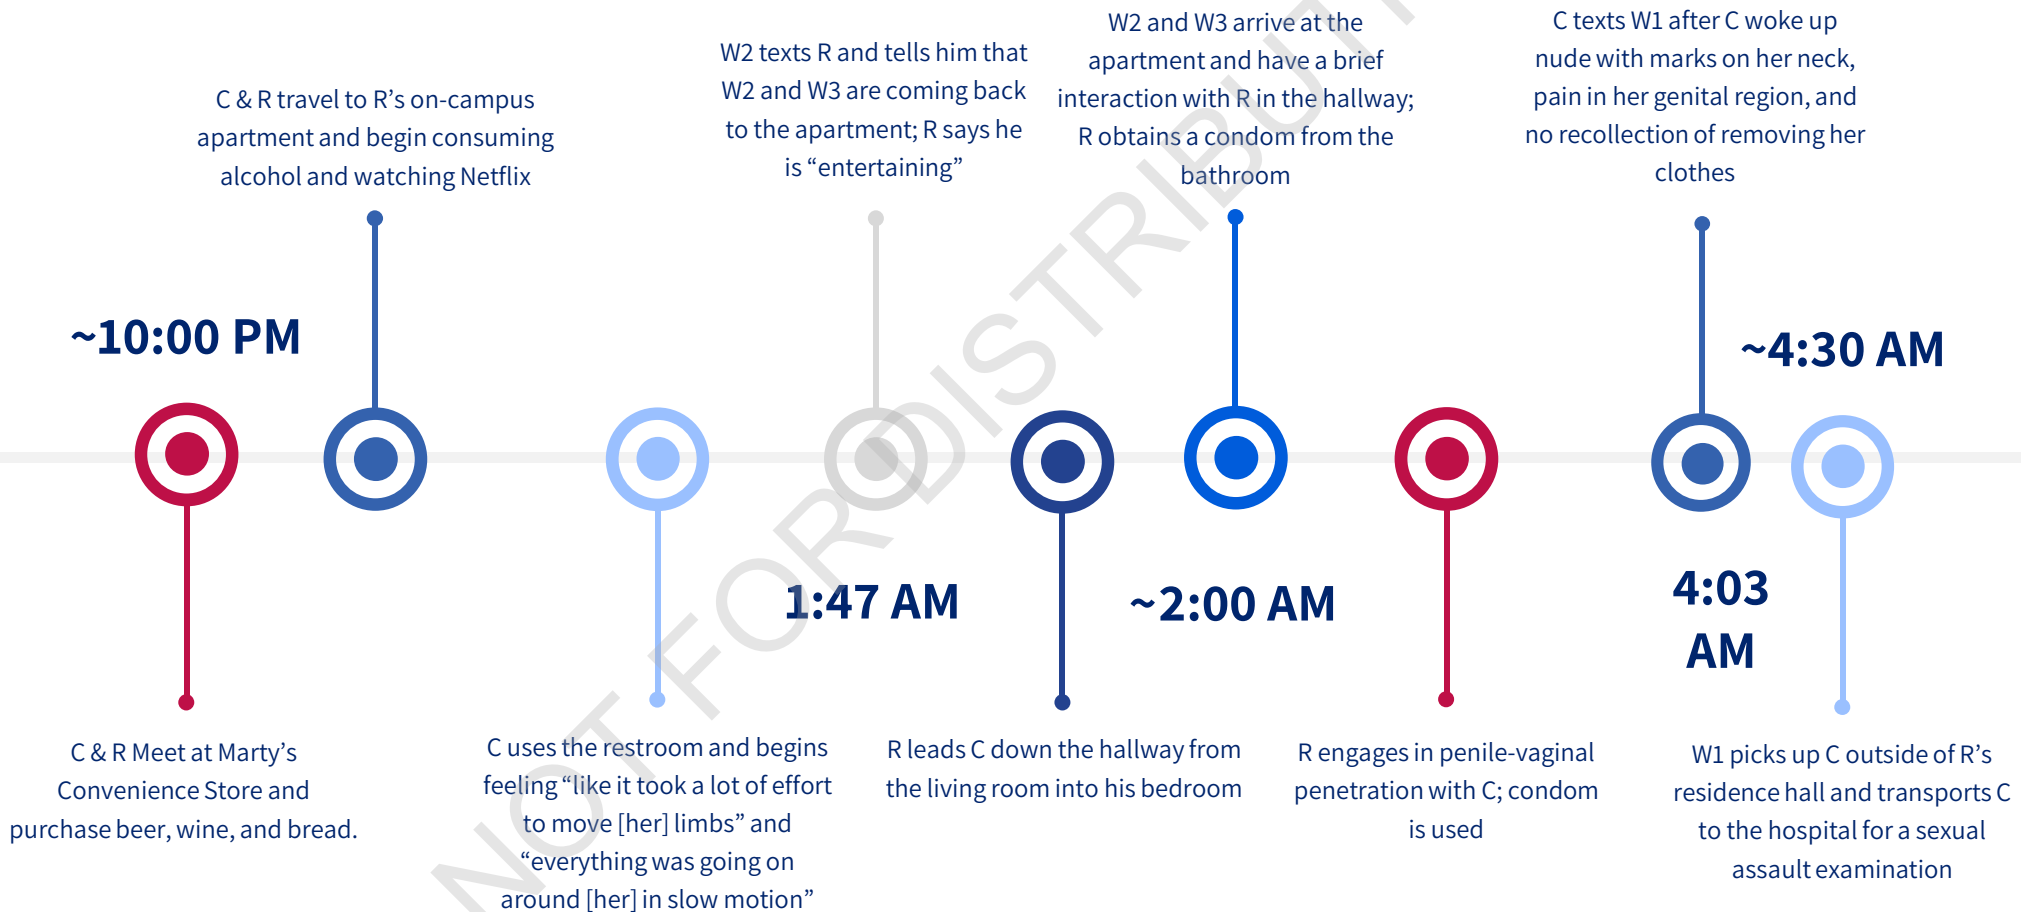 ~10:00 PM
C & R Meet at Marty’s
Convenience Store and
purchase beer, wine, and bread.
C & R travel to R’s on-campus
apartment and begin consuming
alcohol and watching Netflix
C uses the restroom and begins
feeling “like it took a lot of effort
to move [her] limbs” and
“everything was going on
around [her] in slow motion”
W2 texts R and tells him that
W2 and W3 are coming back
to the apartment; R says he
is “entertaining”
1:47 AM
R leads C down the hallway from
the living room into his bedroom
W2 and W3 arrive at the
apartment and have a brief
interaction with R in the hallway;
R obtains a condom from the
bathroom
~2:00 AM
R engages in penile-vaginal
penetration with C; condom
is used
C texts W1 after C woke up
nude with marks on her neck,
pain in her genital region, and
no recollection of removing her
clothes
4:03
AM
~4:30 AM
W1 picks up C outside of R’s
residence hall and transports C
to the hospital for a sexual
assault examination
NOT FOR DISTRIBUT